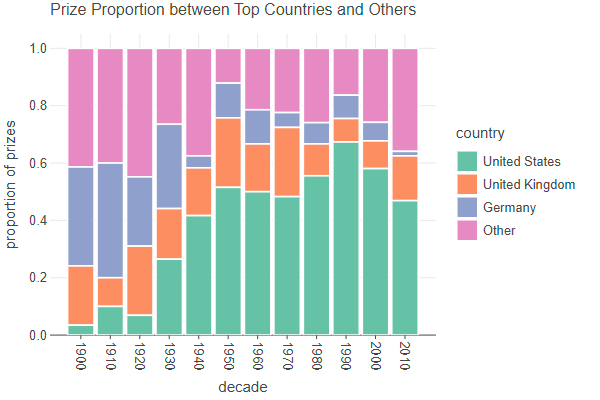 Prize Proportion between Top Countries and Others
1.0
0.8
0.6
0.4
0.2
0.0
proportion of prizes
1900
1910
1920
1930
1940
1950
1960
1970
1980
1990
2000
2010
decade
country
United States
United Kingdom
Germany
Other